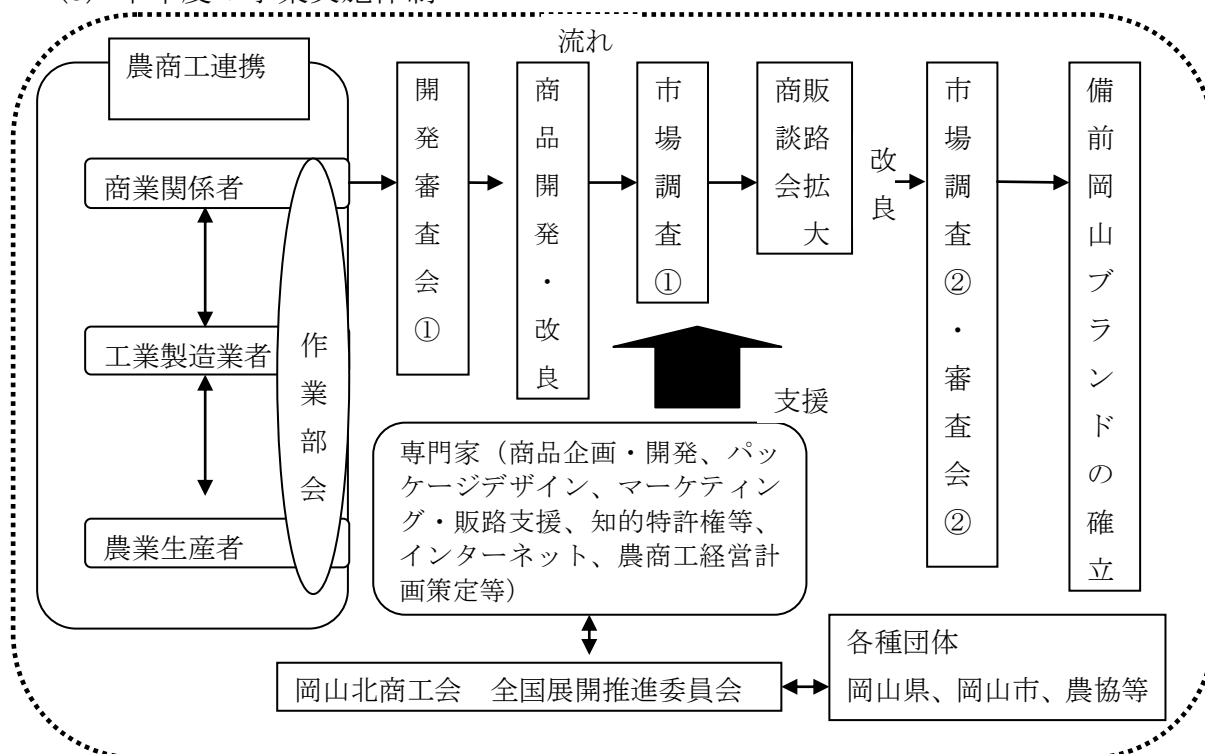 流れ
農商工連携
商業関係者
工業製造業者
農業生産者
作業部会
開発審査会①
商品開発・改良
市場調査①
販路拡大
商談会
改良
市場調査②・審査会②
備前岡山ブランドの確立
支援
専門家（商品企画・開発、パッ
ケージデザイン、マーケティン
グ・販路支援、知的特許権等、
インターネット、農商工経営計
画策定等）
岡山北商工会　全国展開推進委員会
各種団体
岡山県、岡山市、農協等